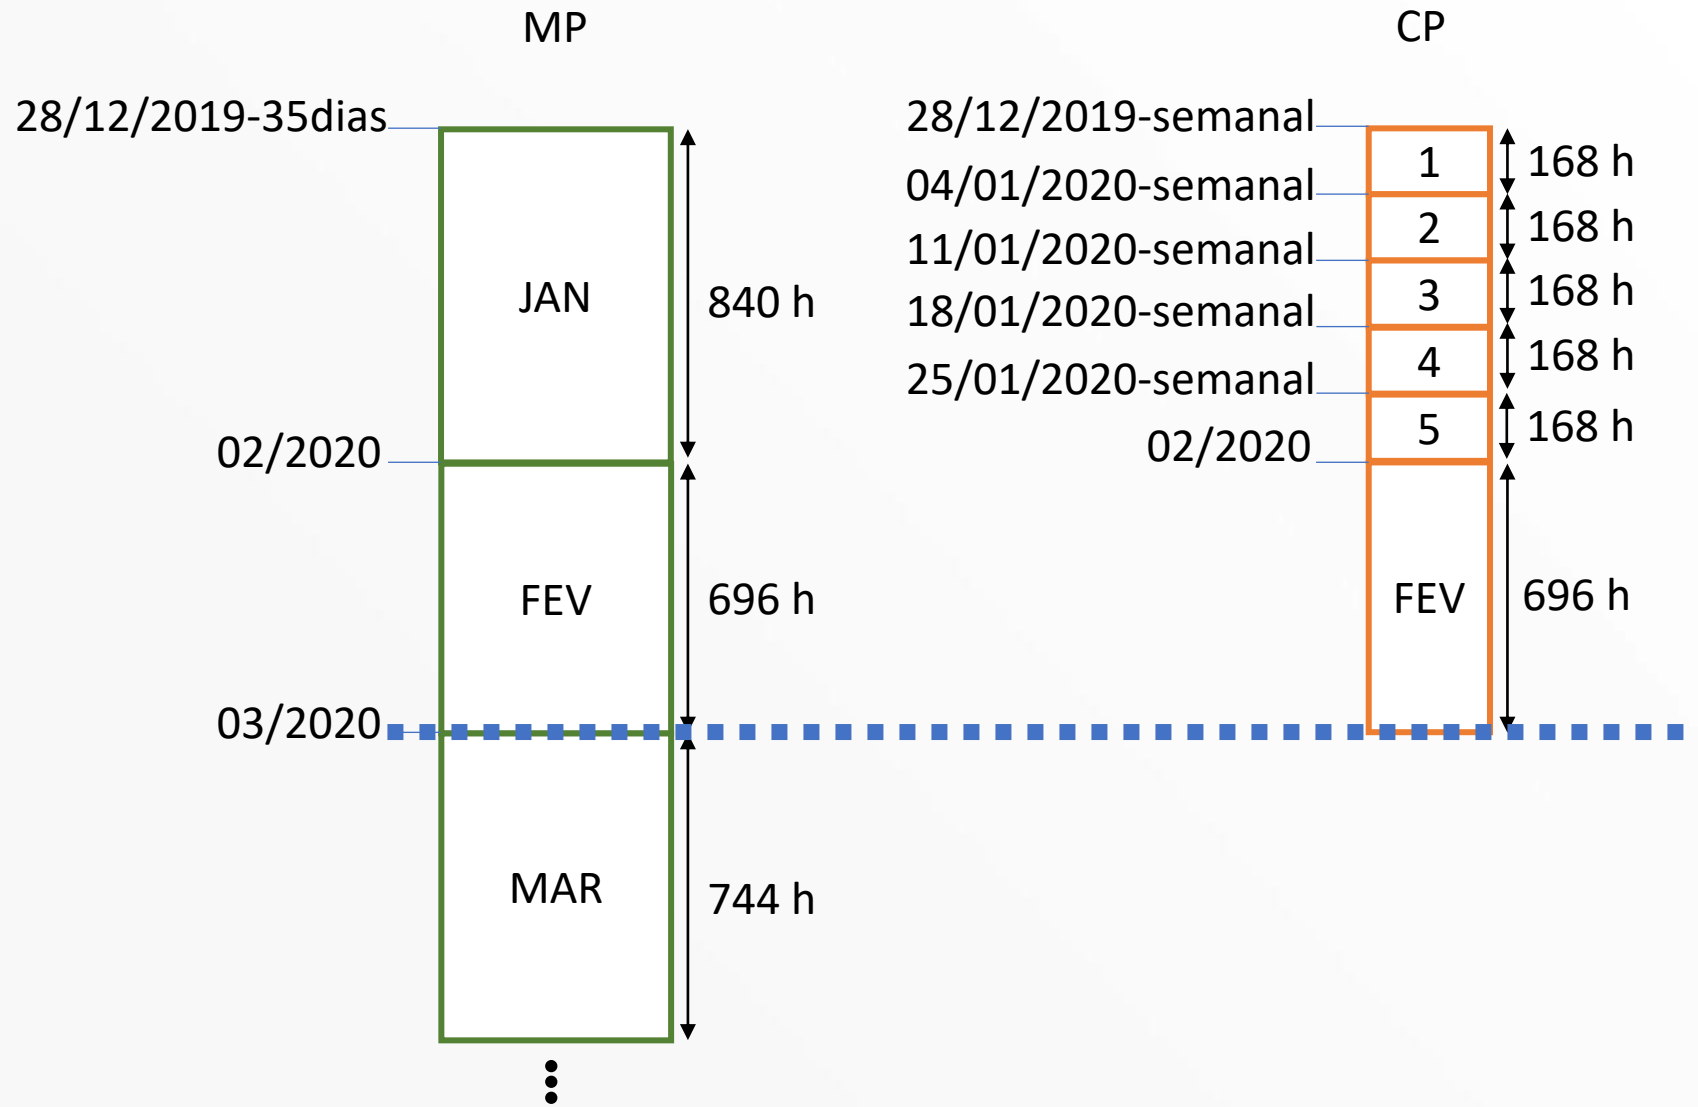 MP
28/12/2019-35dias
JAN
840 h
02/2020
FEV
696 h
03/2020
MAR
744 h
CP
28/12/2019-semanal
1
168 h
04/01/2020-semanal
2
168 h
11/01/2020-semanal
3
168 h
18/01/2020-semanal
4
168 h
25/01/2020-semanal
5
168 h
02/2020
FEV
696 h